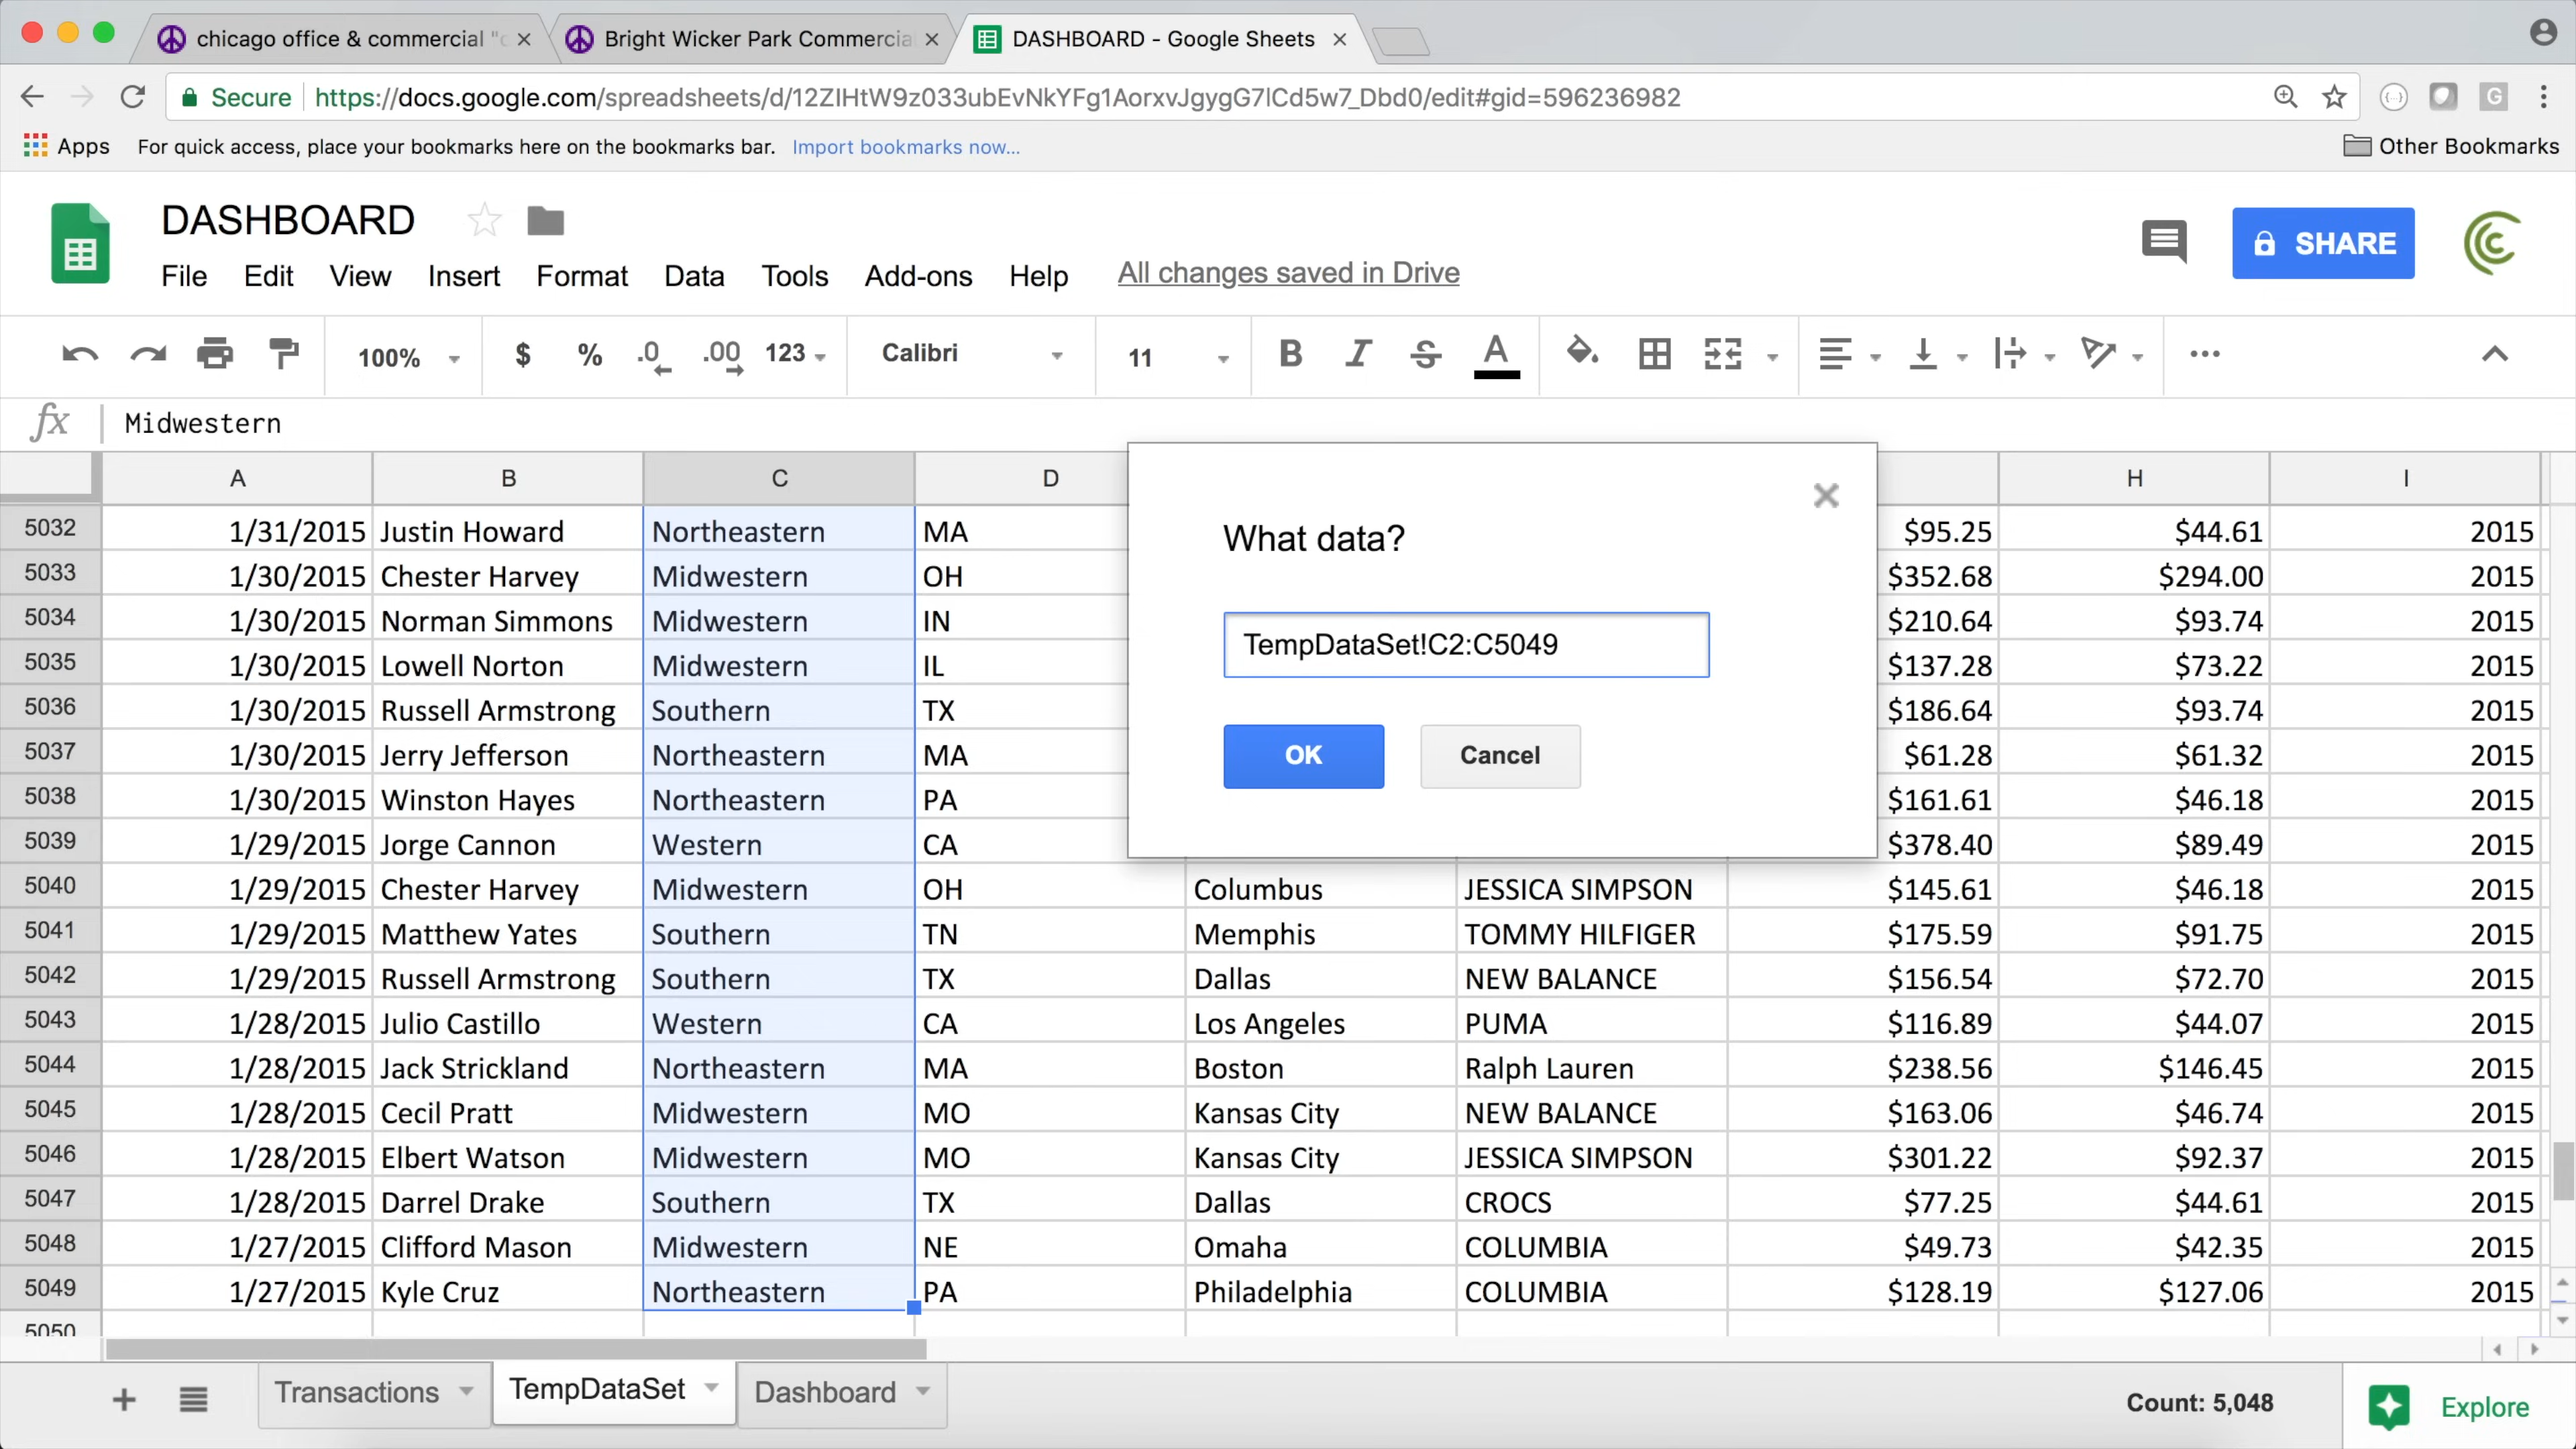 chicago office & commercial "c
Bright Wicker Park Commercia
DASHBOARD - Google Sheets
Secure https://docs.google.com/spreadsheets/d/12ZIHtW9z033ubEvNkYFg1AorxvJgygG7lCd5w7_Dbd0/edit#gid=596236982
Apps For quick access, place your bookmarks here on the bookmarks bar. Import bookmarks now... Other Bookmarks
DASHBOARD
File Edit View Insert Format Data Tools Add-ons Help All changes saved in Drive
SHARE
100% $ % .0 .00 123 Calibri 11 B I S A
fx Midwestern
A B C D H I
5032 1/31/2015 Justin Howard Northeastern MA $95.25 $44.61 2015
5033 1/30/2015 Chester Harvey Midwestern OH $352.68 $294.00 2015
5034 1/30/2015 Norman Simmons Midwestern IN $210.64 $93.74 2015
5035 1/30/2015 Lowell Norton Midwestern IL $137.28 $73.22 2015
5036 1/30/2015 Russell Armstrong Southern TX $186.64 $93.74 2015
5037 1/30/2015 Jerry Jefferson Northeastern MA $61.28 $61.32 2015
5038 1/30/2015 Winston Hayes Northeastern PA $161.61 $46.18 2015
5039 1/29/2015 Jorge Cannon Western CA $378.40 $89.49 2015
5040 1/29/2015 Chester Harvey Midwestern OH Columbus JESSICA SIMPSON $145.61 $46.18 2015
5041 1/29/2015 Matthew Yates Southern TN Memphis TOMMY HILFIGER $175.59 $91.75 2015
5042 1/29/2015 Russell Armstrong Southern TX Dallas NEW BALANCE $156.54 $72.70 2015
5043 1/28/2015 Julio Castillo Western CA Los Angeles PUMA $116.89 $44.07 2015
5044 1/28/2015 Jack Strickland Northeastern MA Boston Ralph Lauren $238.56 $146.45 2015
5045 1/28/2015 Cecil Pratt Midwestern MO Kansas City NEW BALANCE $163.06 $46.74 2015
5046 1/28/2015 Elbert Watson Midwestern MO Kansas City JESSICA SIMPSON $301.22 $92.37 2015
5047 1/28/2015 Darrel Drake Southern TX Dallas CROCS $77.25 $44.61 2015
5048 1/27/2015 Clifford Mason Midwestern NE Omaha COLUMBIA $49.73 $42.35 2015
5049 1/27/2015 Kyle Cruz Northeastern PA Philadelphia COLUMBIA $128.19 $127.06 2015
5050
What data?
TempDataSet!C2:C5049
OK Cancel
Transactions TempDataSet Dashboard Count: 5,048 Explore